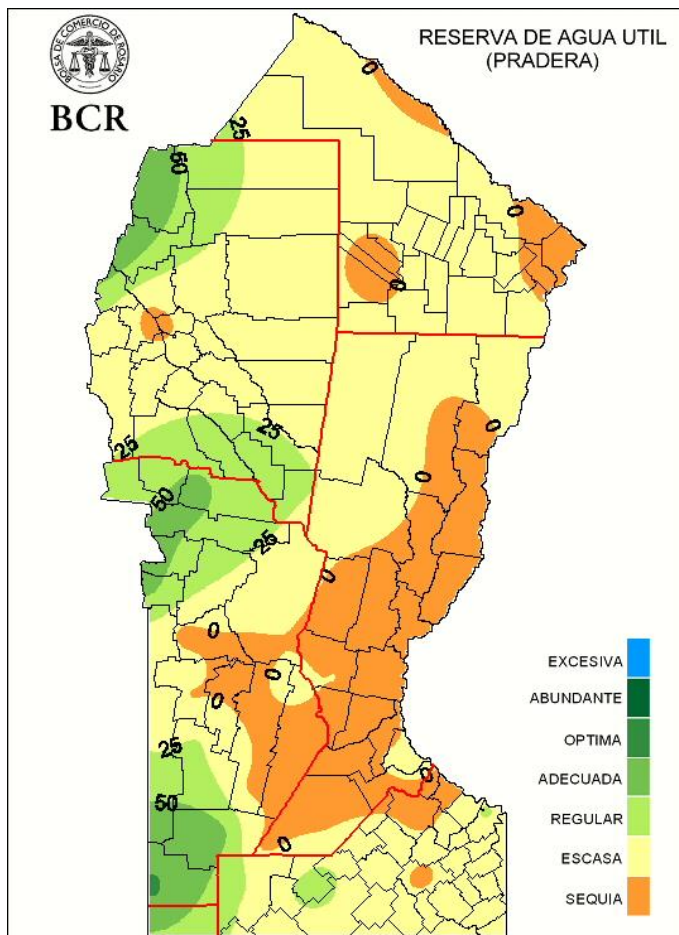 BOLSA DE COMERCIO DE ROSARIO
BCR
RESERVA DE AGUA UTIL
(PRADERA)
0
25
50
0
0
25
25
0
50
0
25
0
0
0
0
25
50
0
0
EXCESIVA
ABUNDANTE
OPTIMA
ADECUADA
REGULAR
ESCASA
SEQUIA